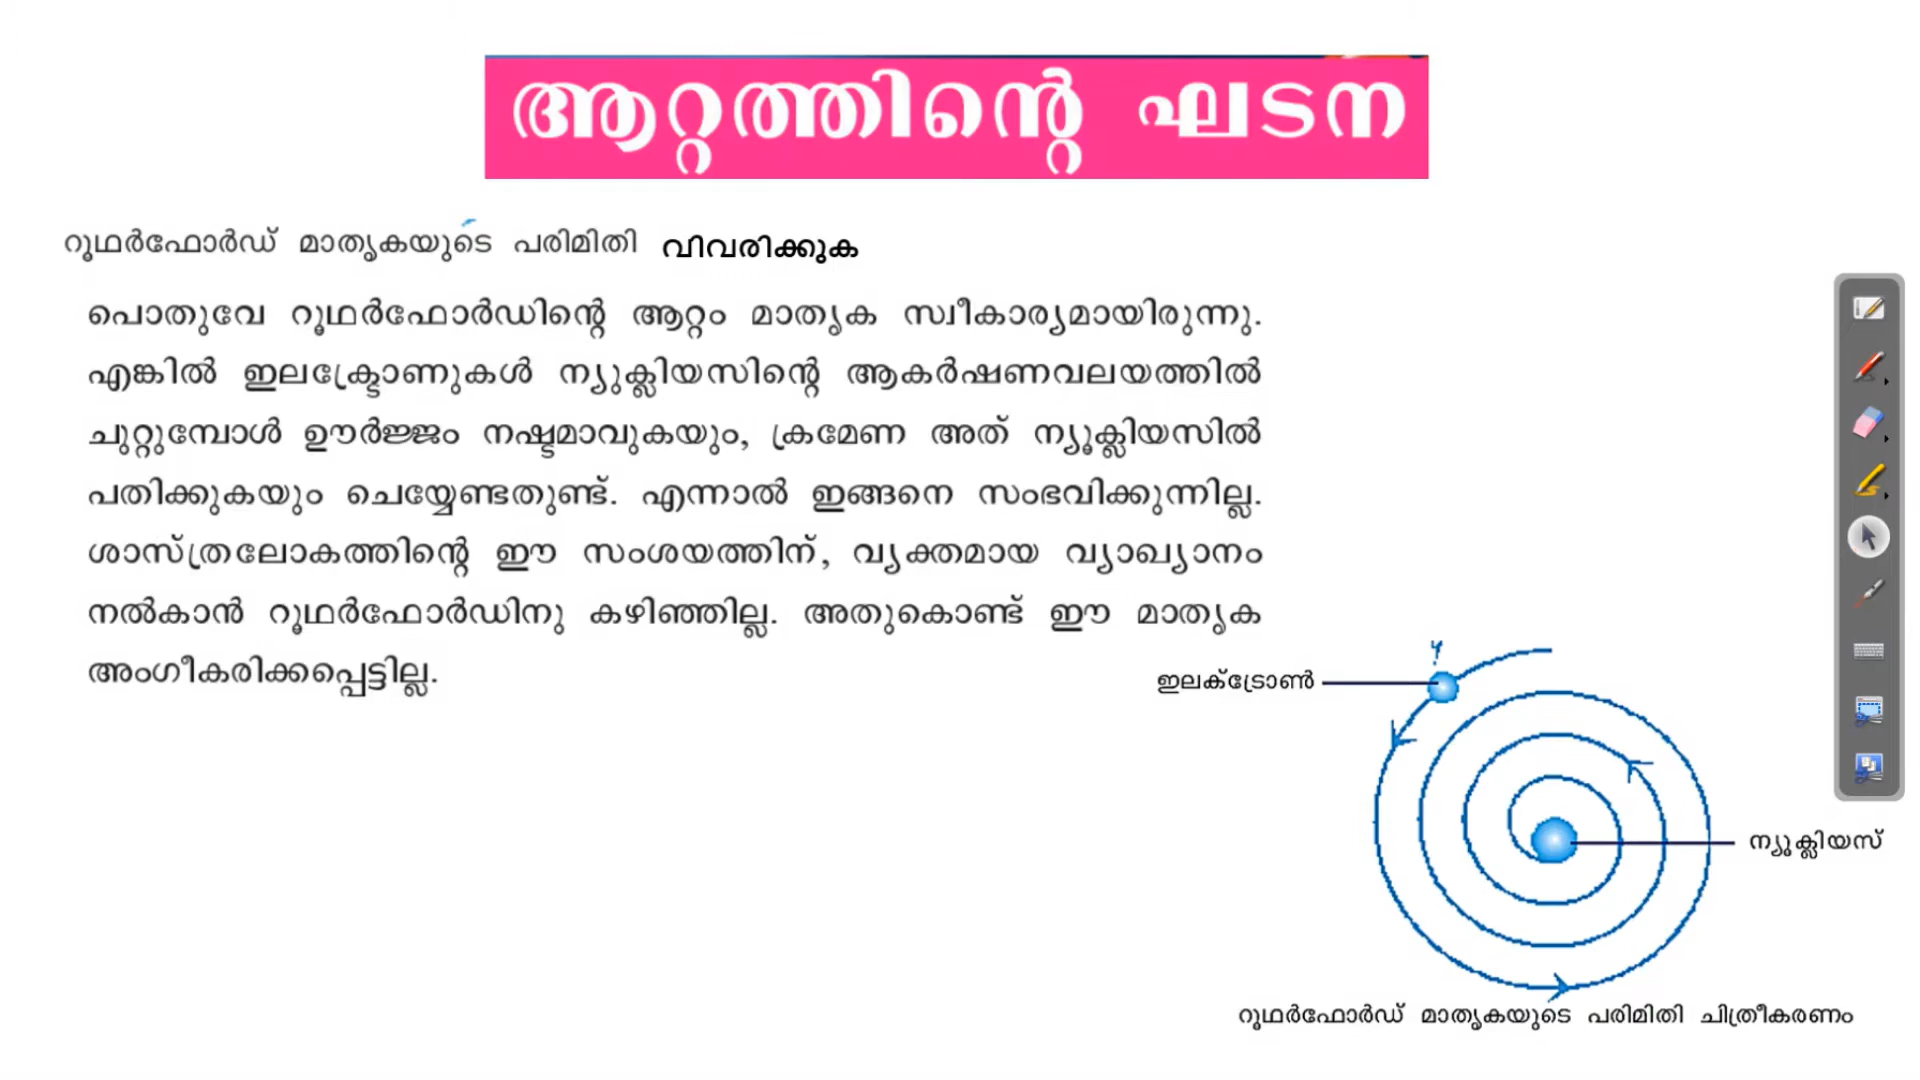 ആറ്റത്തിന്റെ ഘടന
റൂഥർഫോർഡ് മാതൃകയുടെ പരിമിതി വിവരിക്കുക
പൊതുവേ റൂഥർഫോർഡിന്റെ ആറ്റം മാതൃക സ്വീകാര്യമായിരുന്നു.
എങ്കിൽ ഇലക്ട്രോണുകൾ ന്യുക്ലിയസിന്റെ ആകർഷണവലയത്തിൽ
ചുറ്റുമ്പോൾ ഊർജ്ജം നഷ്ടമാവുകയും, ക്രമേണ അത് ന്യൂക്ലിയസിൽ
പതിക്കുകയും ചെയ്യേണ്ടതുണ്ട്. എന്നാൽ ഇങ്ങനെ സംഭവിക്കുന്നില്ല.
ശാസ്ത്രലോകത്തിന്റെ ഈ സംശയത്തിന്, വ്യക്തമായ വ്യാഖ്യാനം
നൽകാൻ റൂഥർഫോർഡിനു കഴിഞ്ഞില്ല. അതുകൊണ്ട് ഈ മാതൃക
അംഗീകരിക്കപ്പെട്ടില്ല.
ഇലക്ട്രോൺ
ന്യൂക്ലിയസ്
റൂഥർഫോർഡ് മാതൃകയുടെ പരിമിതി ചിത്രീകരണം